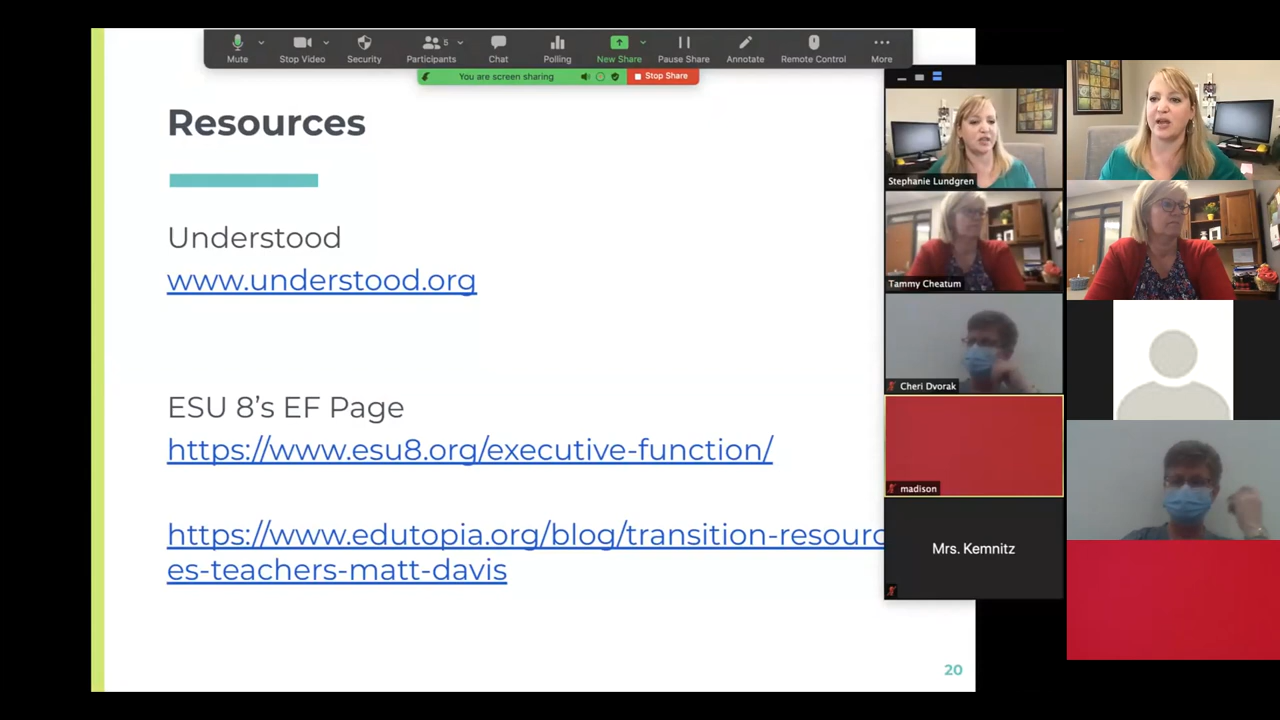 5
Mute
Stop Video
Security
Participants
Chat
Polling
New Share
Pause Share
Annotate
Remote Control
More
You are screen sharing
Stop Share
Resources
Understood
www.understood.org
ESU 8’s EF Page
https://www.esu8.org/executive-function/
https://www.edutopia.org/blog/transition-resourc
es-teachers-matt-davis
20
Stephanie Lundgren
Tammy Cheatum
Cheri Dvorak
madison
Mrs. Kemnitz